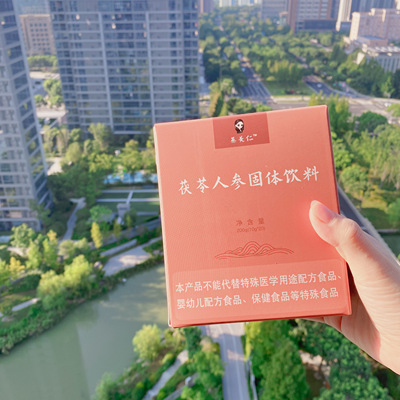 茯苓人参固体饮料
净含量
本产品不能代替特殊医学用途配方食品、
婴幼儿配方食品、保健食品等特殊食品